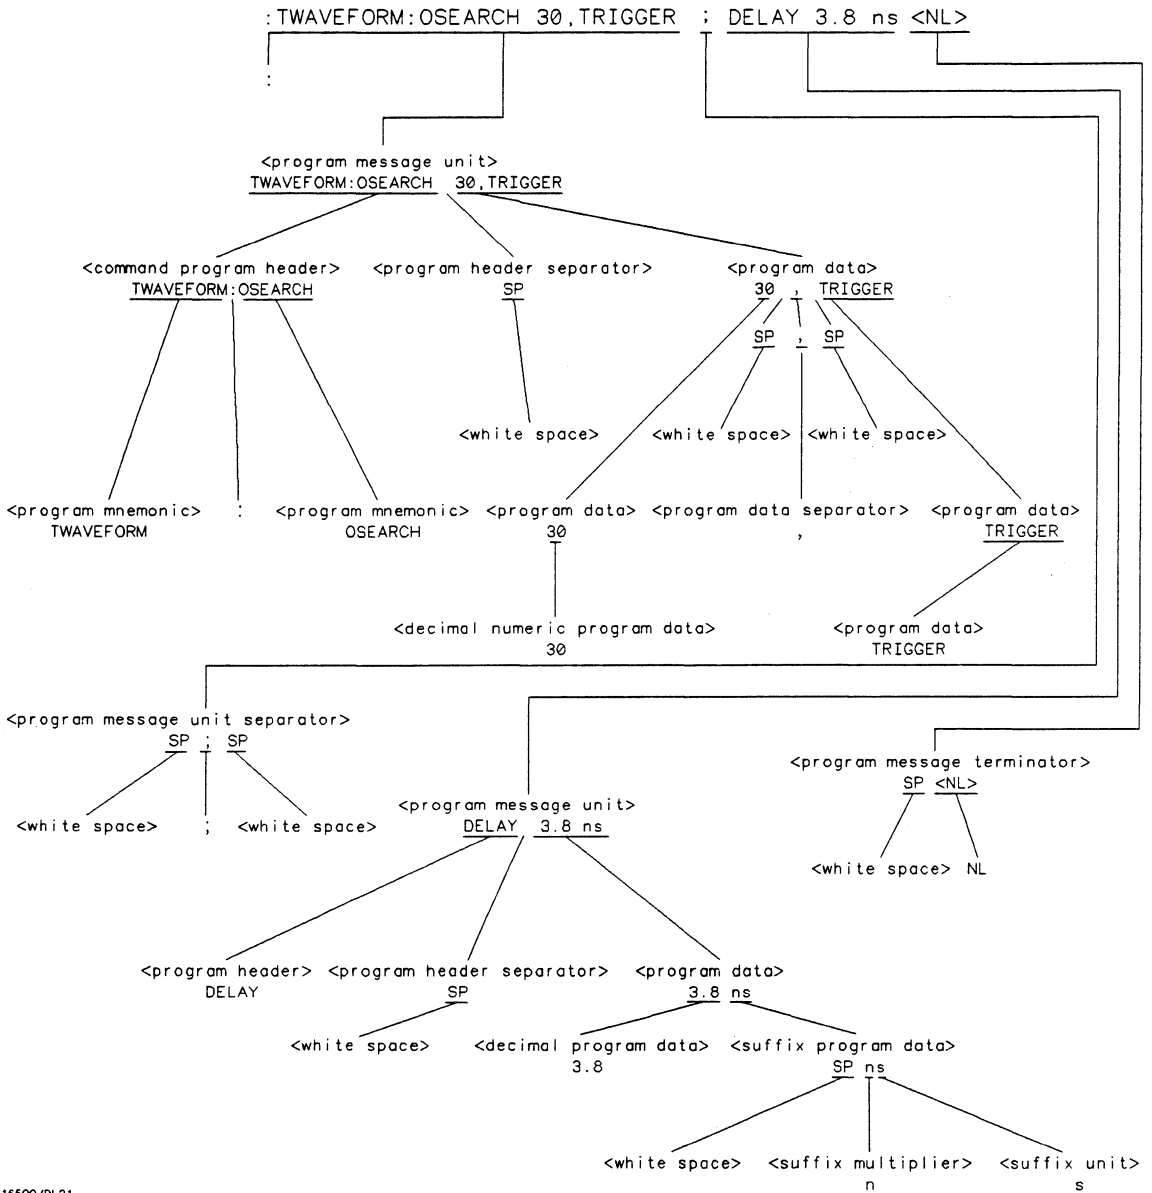 :TWAVEFORM:OSEARCH 30,TRIGGER ; DELAY 3.8 ns <NL>
:
<program message unit>
TWAVEFORM:OSEARCH 30,TRIGGER
<command program header> <program header separator> <program data>
TWAVEFORM:OSEARCH SP 30 , TRIGGER
SP , SP
<white space> <white space> <white space>
<program mnemonic> : <program mnemonic> <program data> <program data separator> <program data>
TWAVEFORM OSEARCH 30 , TRIGGER
<decimal numeric program data> <program data>
30 TRIGGER
<program message unit separator>
SP ; SP
<program message terminator>
SP <NL>
<program message unit>
<white space> ; <white space> DELAY 3.8 ns
<white space> NL
<program header> <program header separator> <program data>
DELAY SP 3.8 ns
<white space> <decimal program data> <suffix program data>
3.8 SP ns
<white space> <suffix multiplier> <suffix unit>
n s